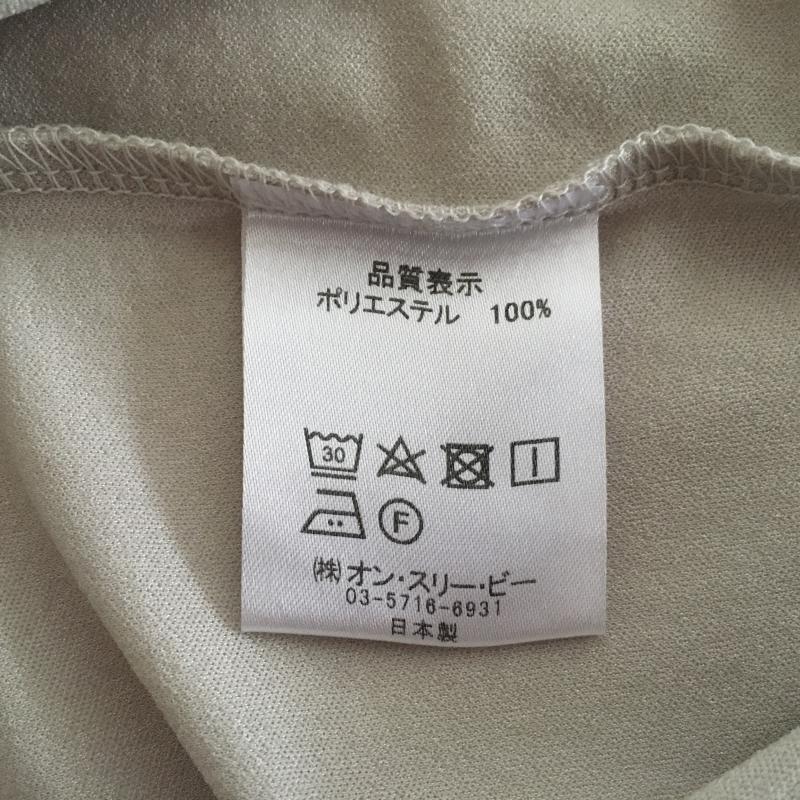 品質表示
ポリエステル 100%
30
F
㈱オン・スリー・ビー
03-5716-6931
日本製